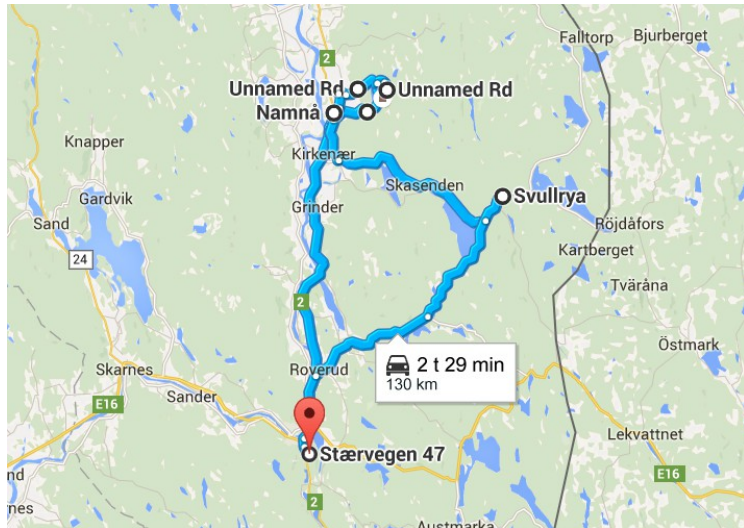 Falltorp
Bjurberget
2
Unnamed Rd
Unnamed Rd
Namnå
Knapper
Kirkenær
Skasenden
Gardvik
Svullrya
Grinder
Sand
Röjdåfors
Kartberget
24
Tväråna
2
Östmark
2 t 29 min
130 km
Skarnes
Roverud
Sander
E16
Lekvattnet
Stærvegen 47
E16
nd
2
nes
Austmarka